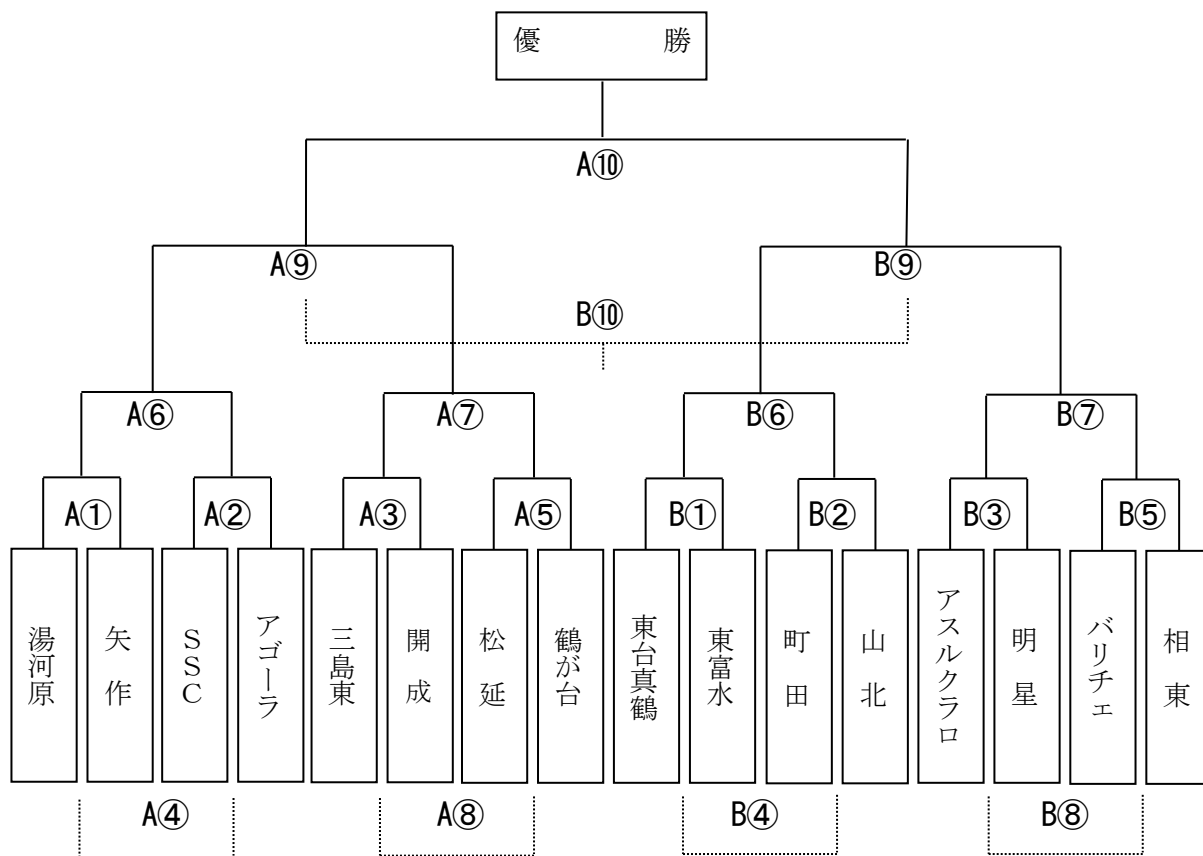 優　勝
A⑩
A⑨ B⑨
B⑩
A⑥ A⑦ B⑥ B⑦
A① A② A③ A⑤ B① B② B③ B⑤
湯河原
矢作
SSC
アゴーラ
三島東
開成
松延
鶴が台
東台真鶴
東富水
町田
山北
アスルクラロ
明星
バリチェ
相東
A④ A⑧ B④ B⑧